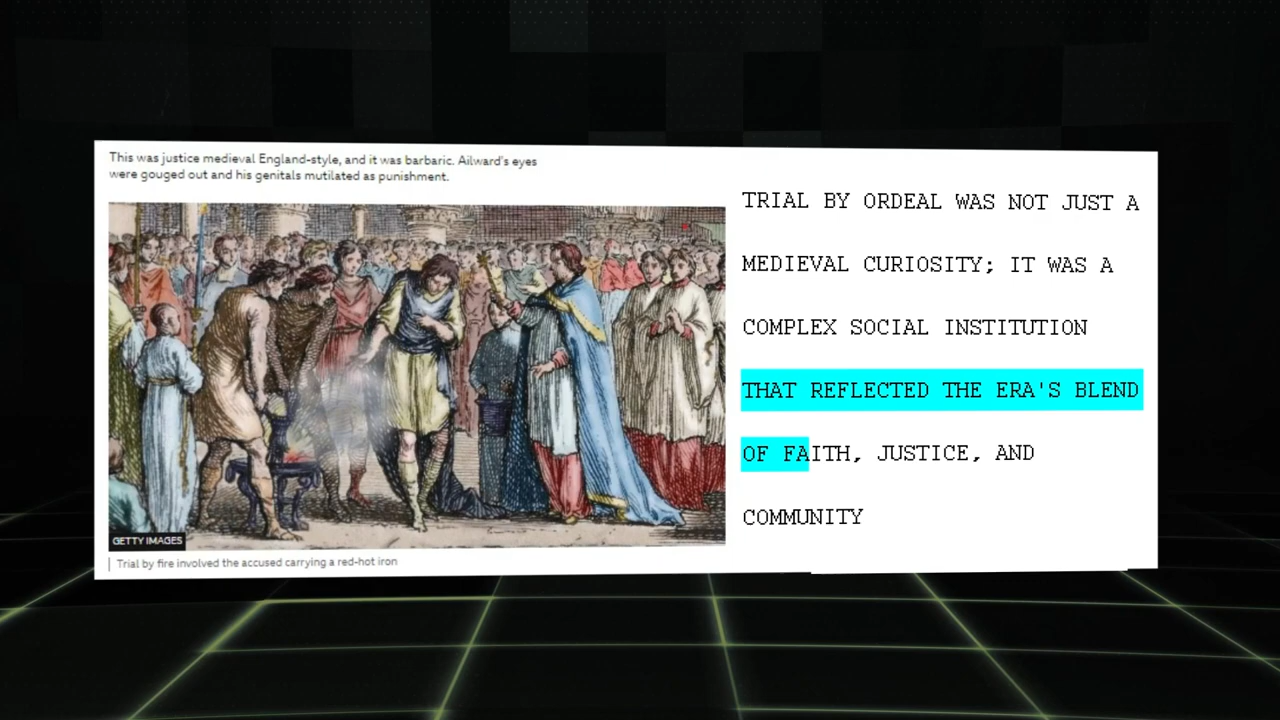 This was justice medieval England-style, and it was barbaric. Ailward's eyes
were gouged out and his genitals mutilated as punishment.
GETTY IMAGES
Trial by fire involved the accused carrying a red-hot iron
TRIAL BY ORDEAL WAS NOT JUST A
MEDIEVAL CURIOSITY; IT WAS A
COMPLEX SOCIAL INSTITUTION
THAT REFLECTED THE ERA'S BLEND
OF FAITH, JUSTICE, AND
COMMUNITY